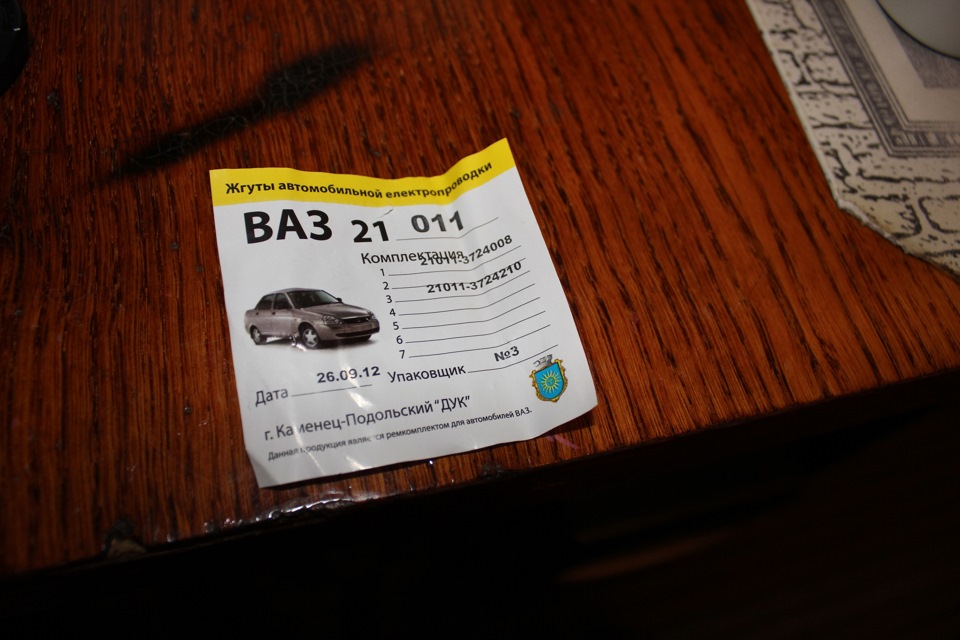 Жгуты автомобильной електропроводки
ВАЗ 21 011
Комплектация
1 21011-3724008
2 21011-3724210
3
4
5
6
7
Дата 26.09.12 Упаковщик №3
г. Каменец-Подольский "ДУК"
Данная продукция является ремкомплектом для автомобилей ВАЗ.